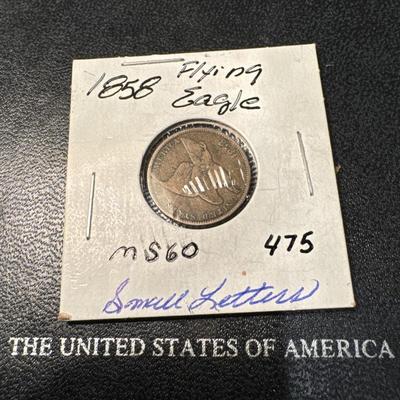 1858 Flying
Eagle
MS60 475
Small Letters
THE UNITED STATES OF AMERICA